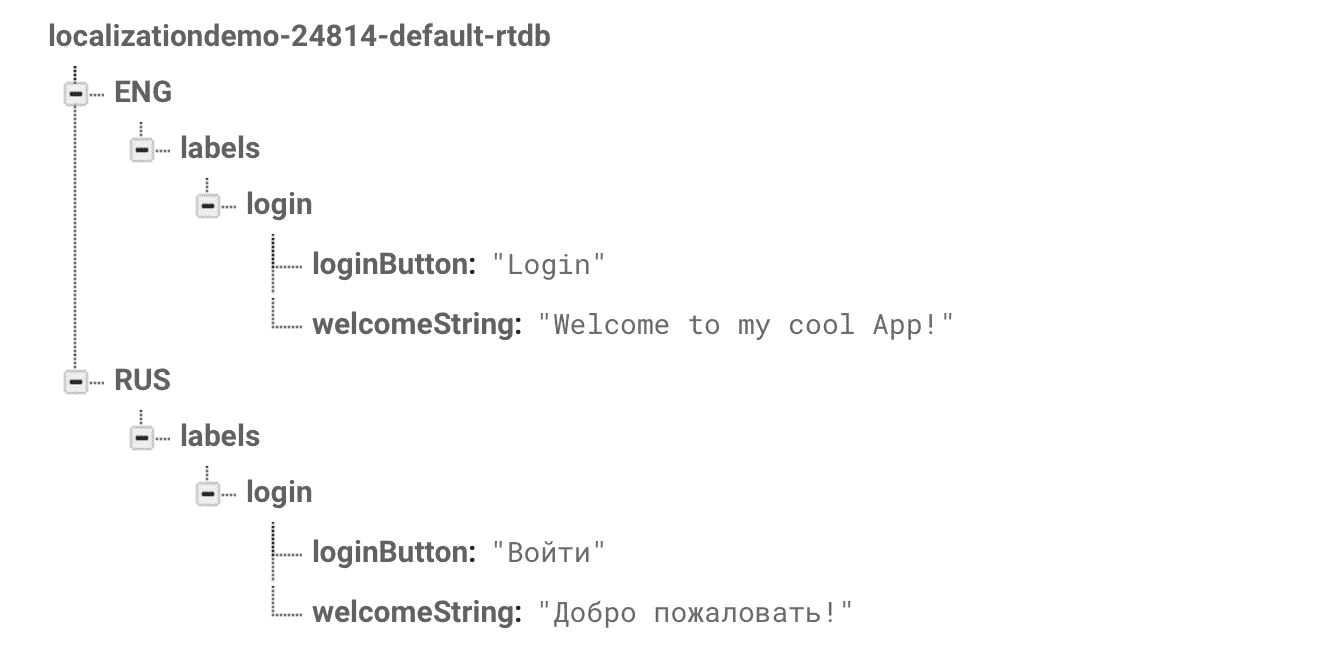 localizationdemo-24814-default-rtdb
ENG
labels
login
loginButton: "Login"
welcomeString: "Welcome to my cool App!"
RUS
labels
login
loginButton: "Войти"
welcomeString: "Добро пожаловать!"